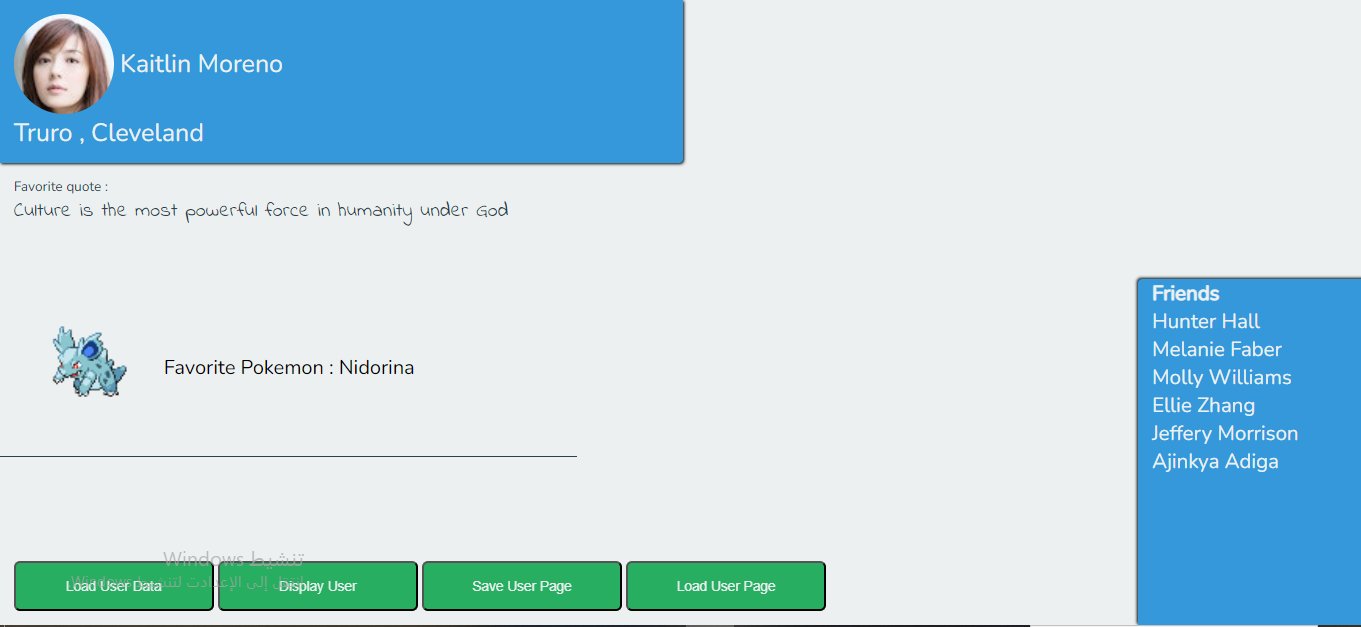 Kaitlin Moreno
Truro , Cleveland
Favorite quote :
Culture is the most powerful force in humanity under God
Favorite Pokemon : Nidorina
Friends
Hunter Hall
Melanie Faber
Molly Williams
Ellie Zhang
Jeffery Morrison
Ajinkya Adiga
تنشيط Windows
انتقل إلى الإعدادت لتنشيط Windows
Load User Data
Display User
Save User Page
Load User Page